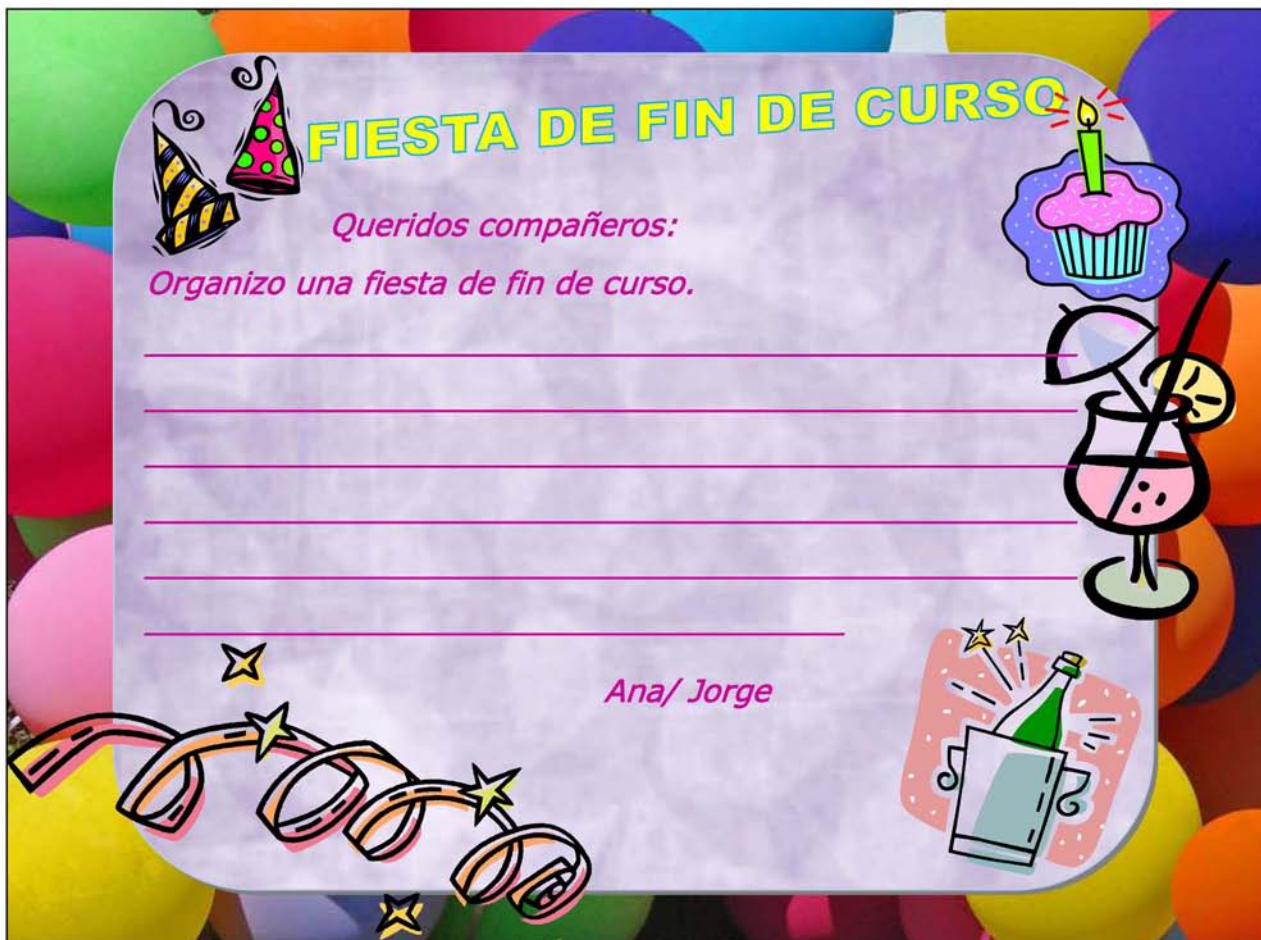 FIESTA DE FIN DE CURSO
Queridos compañeros:
Organizo una fiesta de fin de curso.
Ana/ Jorge